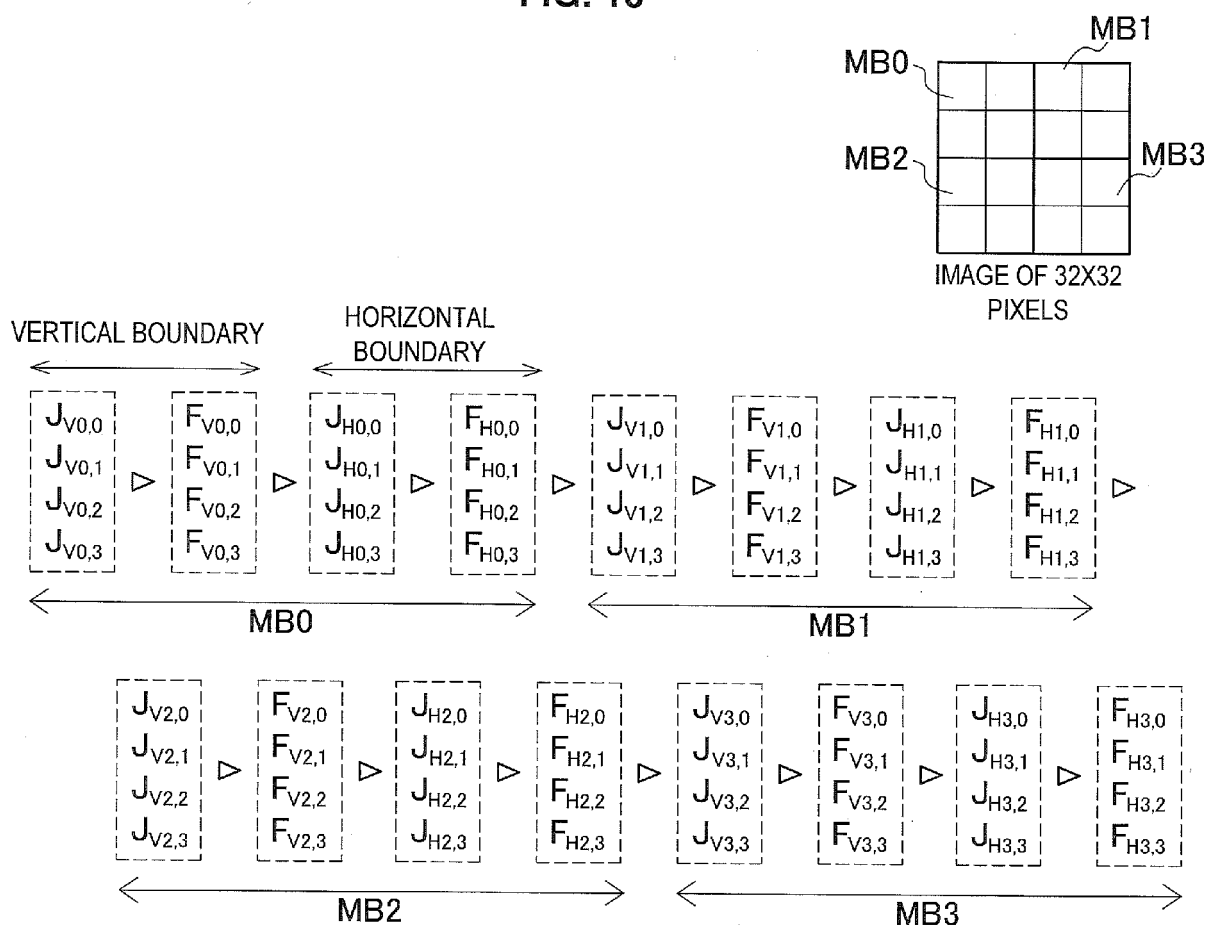 FIG.
MB1
MB0
MB2
MB3
IMAGE OF 32X32
PIXELS
VERTICAL BOUNDARY
HORIZONTAL
BOUNDARY
JV0,0 FV0,0 JH0,0 FH0,0 JV1,0 FV1,0 JH1,0 FH1,0
JV0,1 FV0,1 JH0,1 FH0,1 JV1,1 FV1,1 JH1,1 FH1,1
JV0,2 FV0,2 JH0,2 FH0,2 JV1,2 FV1,2 JH1,2 FH1,2
JV0,3 FV0,3 JH0,3 FH0,3 JV1,3 FV1,3 JH1,3 FH1,3
MB0
MB1
JV2,0 FV2,0 JH2,0 FH2,0 JV3,0 FV3,0 JH3,0 FH3,0
JV2,1 FV2,1 JH2,1 FH2,1 JV3,1 FV3,1 JH3,1 FH3,1
JV2,2 FV2,2 JH2,2 FH2,2 JV3,2 FV3,2 JH3,2 FH3,2
JV2,3 FV2,3 JH2,3 FH2,3 JV3,3 FV3,3 JH3,3 FH3,3
MB2
MB3